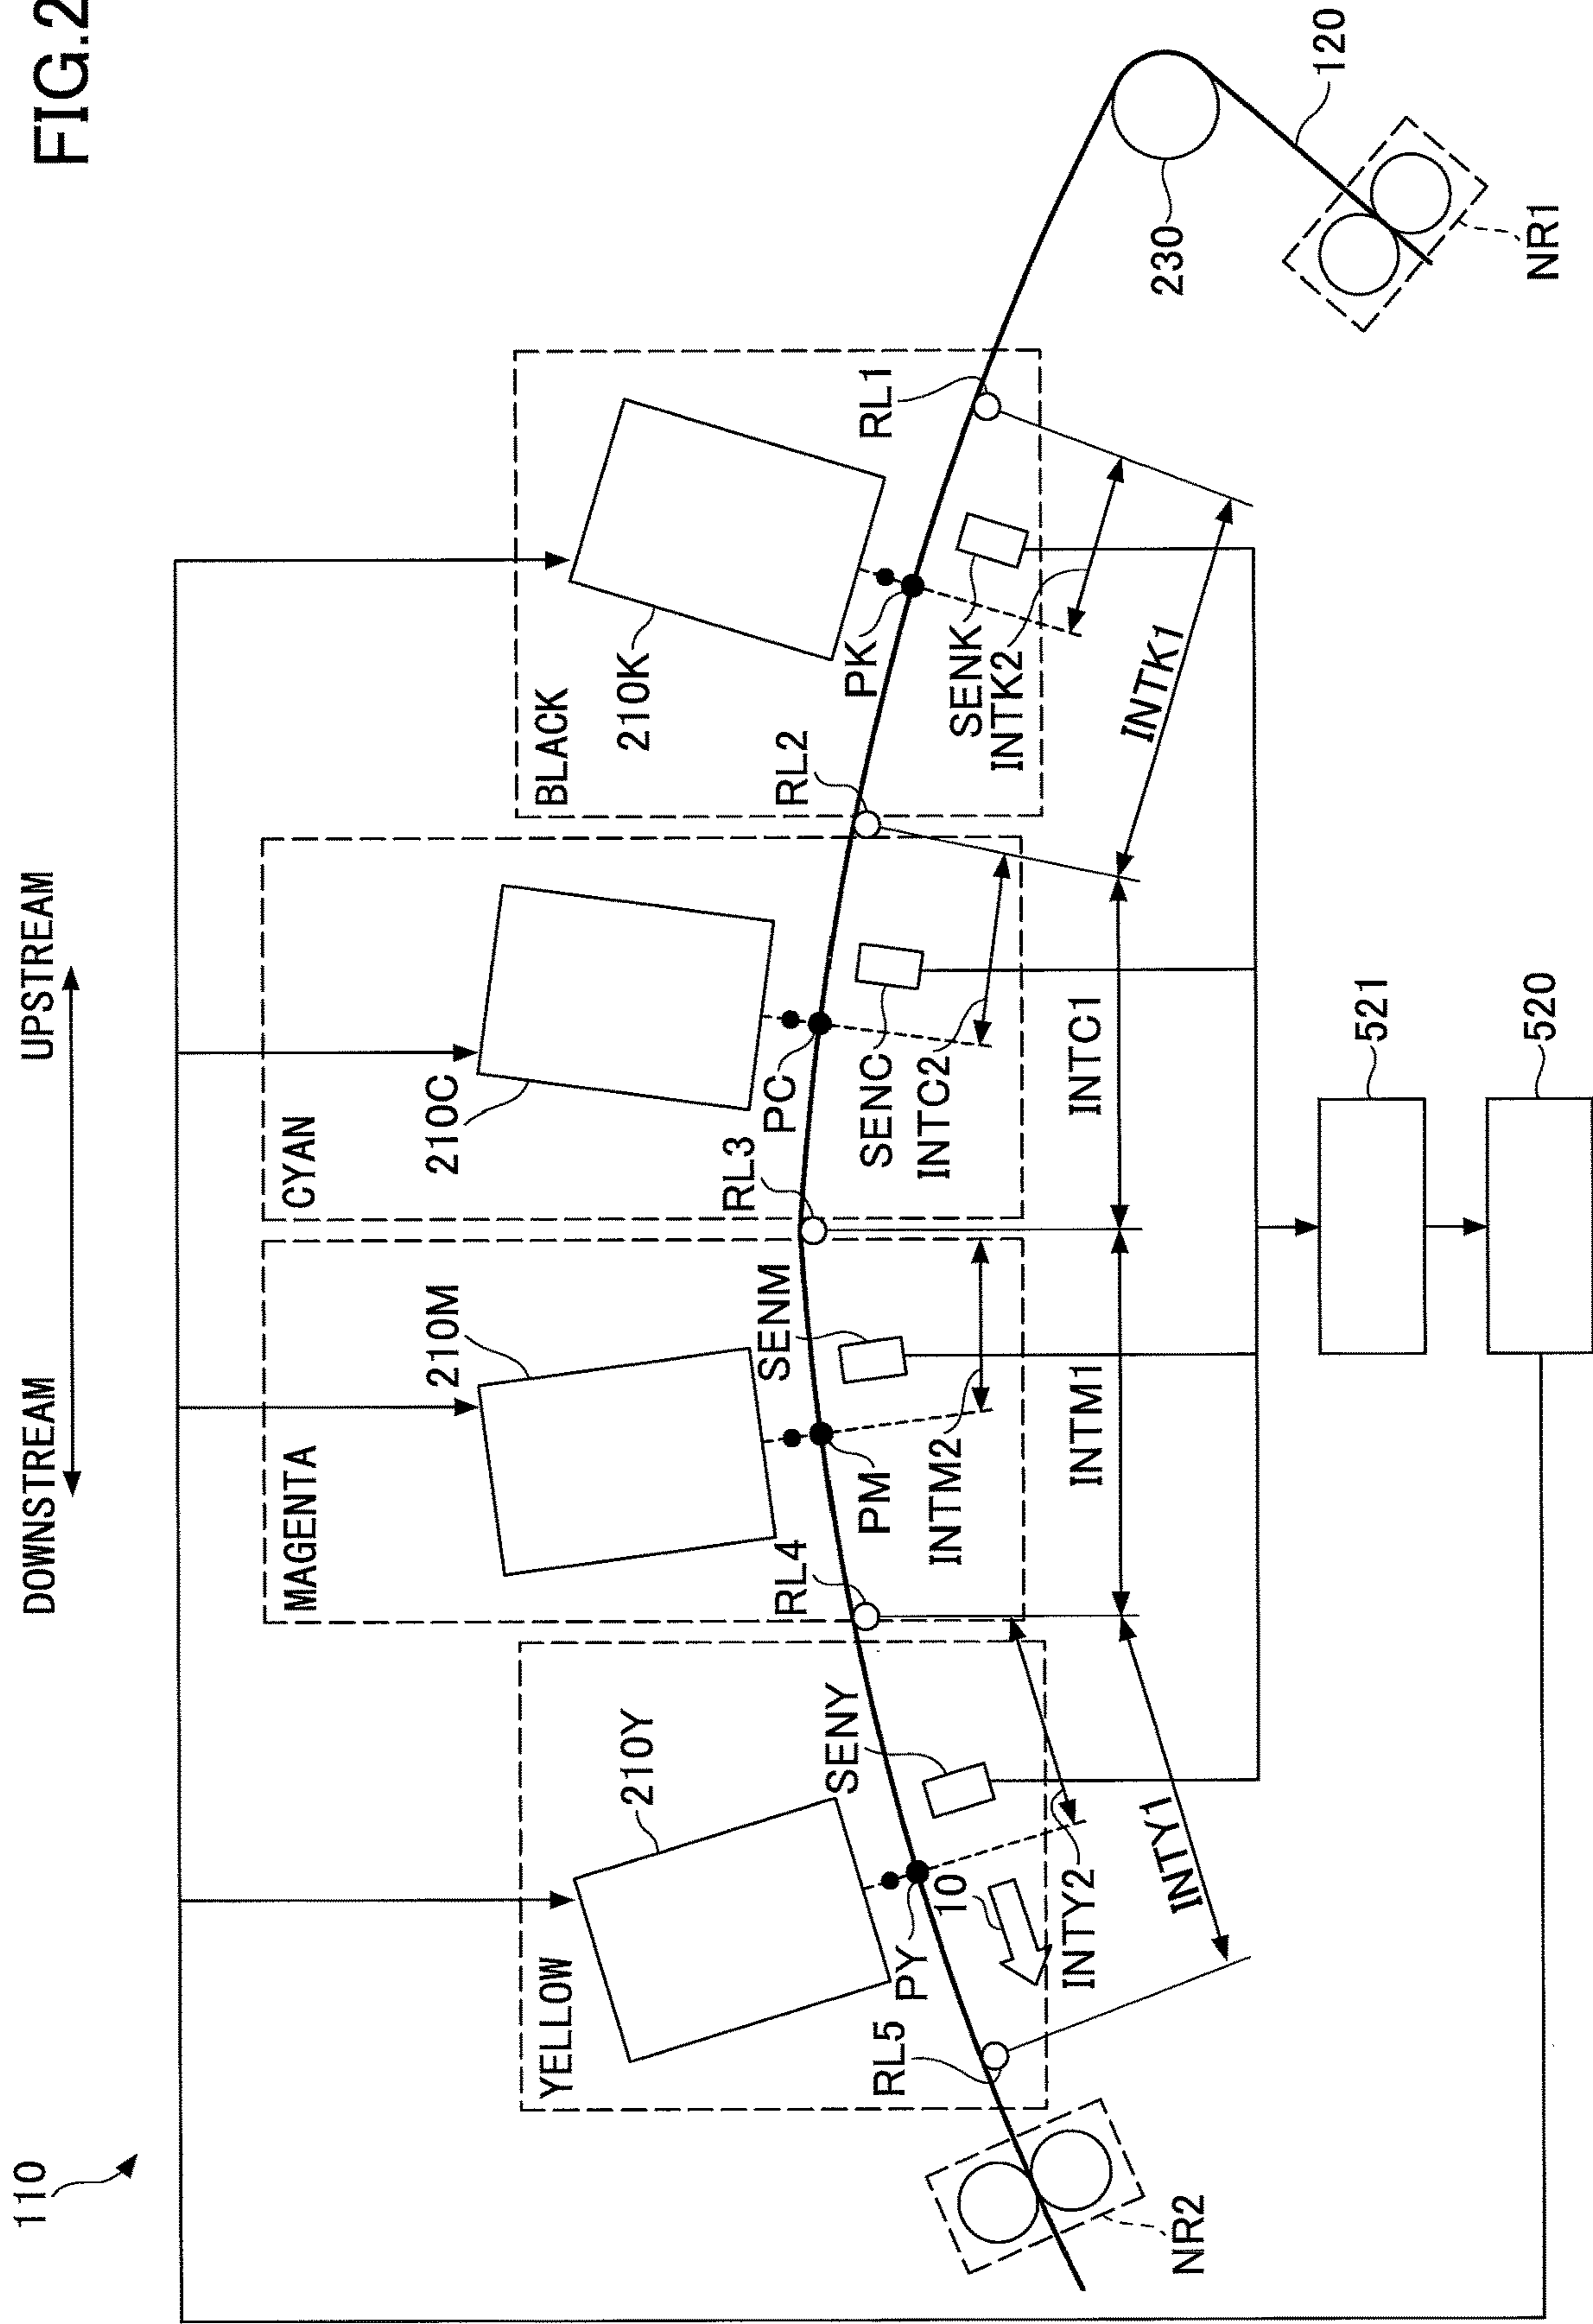 FIG.2
110
DOWNSTREAM
UPSTREAM
YELLOW
210Y
MAGENTA
210M
CYAN
210C
BLACK
210K
RL5
PY
10
SENY
RL4
PM
SENM
RL3
PC
SENC
RL2
PK
SENK
RL1
230
120
NR2
INTY2
INTY1
INTM2
INTM1
INTC2
INTC1
INTK2
INTK1
NR1
521
520